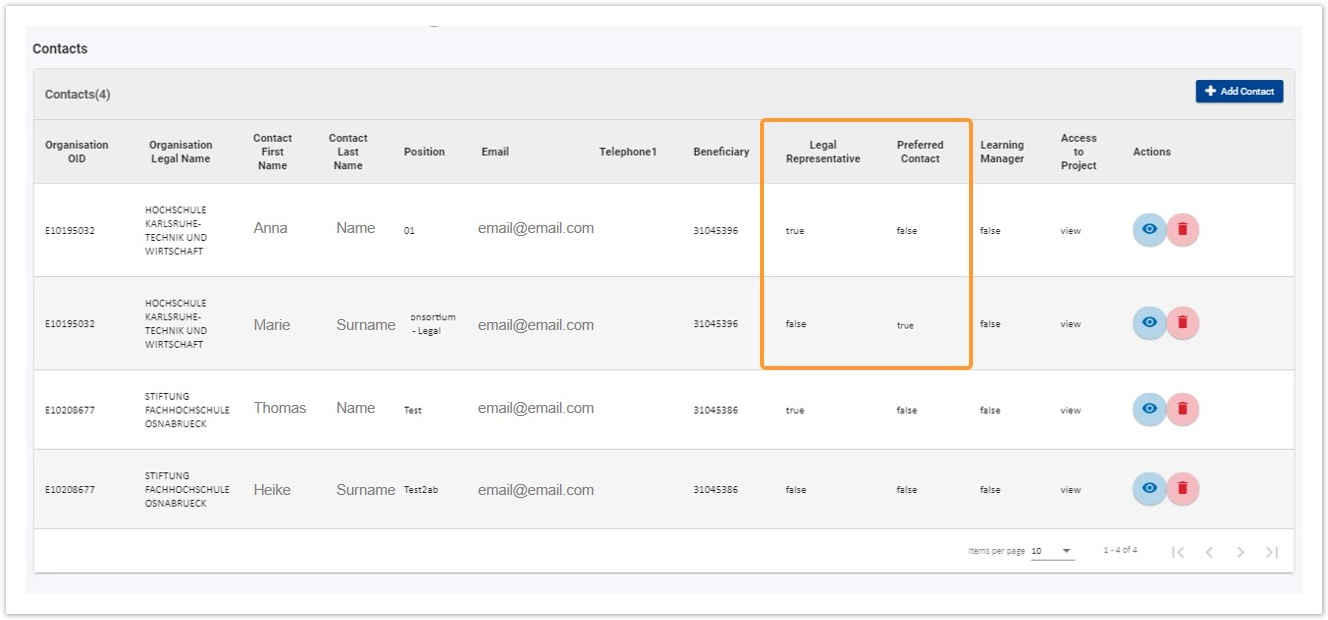 Contacts
Contacts(4)
Add Contact
Organisation OID
Organisation Legal Name
Contact First Name
Contact Last Name
Position
Email
Telephone1
Beneficiary
Legal Representative
Preferred Contact
Learning Manager
Access to Project
Actions
E10195032
HOCHSCHULE
KARLSRUHE-
TECHNIK UND
WIRTSCHAFT
Anna
Name
01
email@email.com
31045396
true
false
false
view
E10195032
HOCHSCHULE
KARLSRUHE-
TECHNIK UND
WIRTSCHAFT
Marie
Surname
onsortium
- Legal
email@email.com
31045396
false
true
false
view
E10208677
STIFTUNG
FACHHOCHSCHULE
OSNABRUECK
Thomas
Name
Test
email@email.com
31045386
true
false
false
view
E10208677
STIFTUNG
FACHHOCHSCHULE
OSNABRUECK
Heike
Surname
Test2ab
email@email.com
31045386
false
false
false
view
Items per page 10
1 - 4 of 4